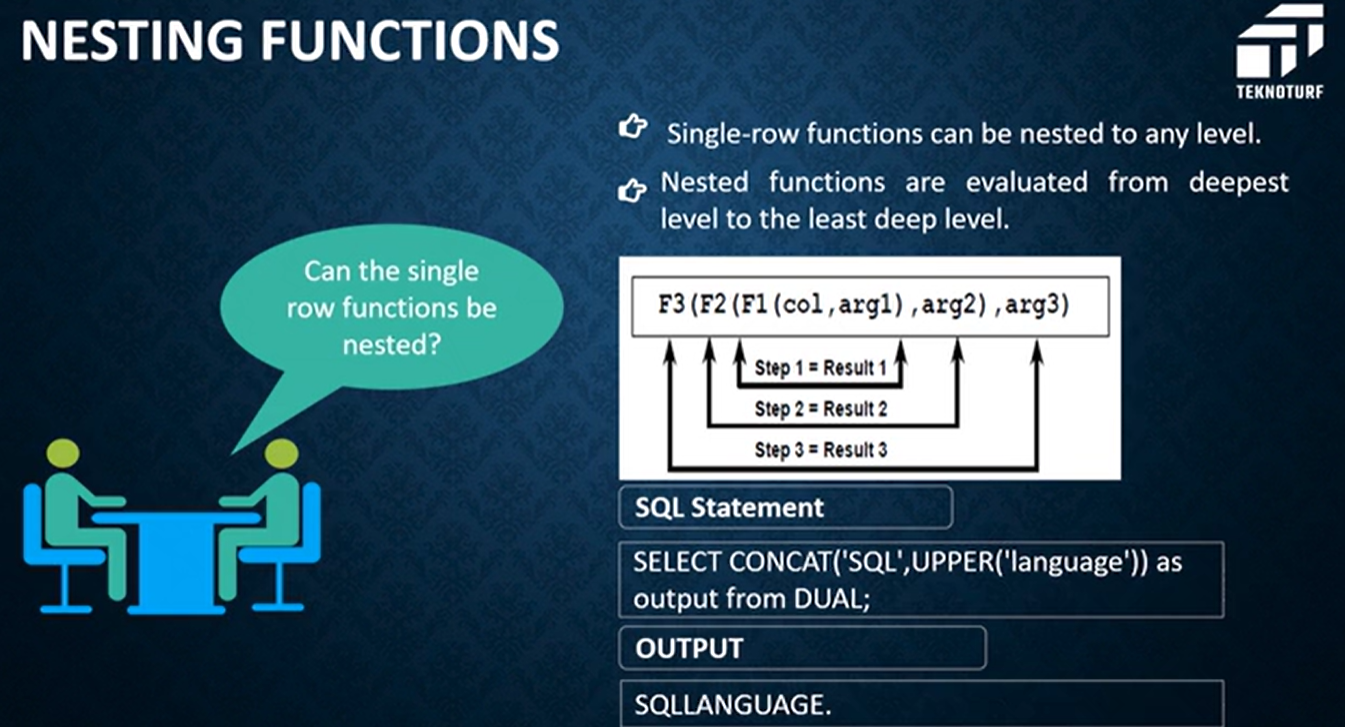 NESTING FUNCTIONS
TEKNOTURF
Single-row functions can be nested to any level.
Nested functions are evaluated from deepest
level to the least deep level.
Can the single
row functions be
nested?
F3(F2(F1(col,arg1),arg2),arg3)
Step 1 = Result 1
Step 2 = Result 2
Step 3 = Result 3
SQL Statement
SELECT CONCAT('SQL',UPPER('language')) as
output from DUAL;
OUTPUT
SQLLANGUAGE.